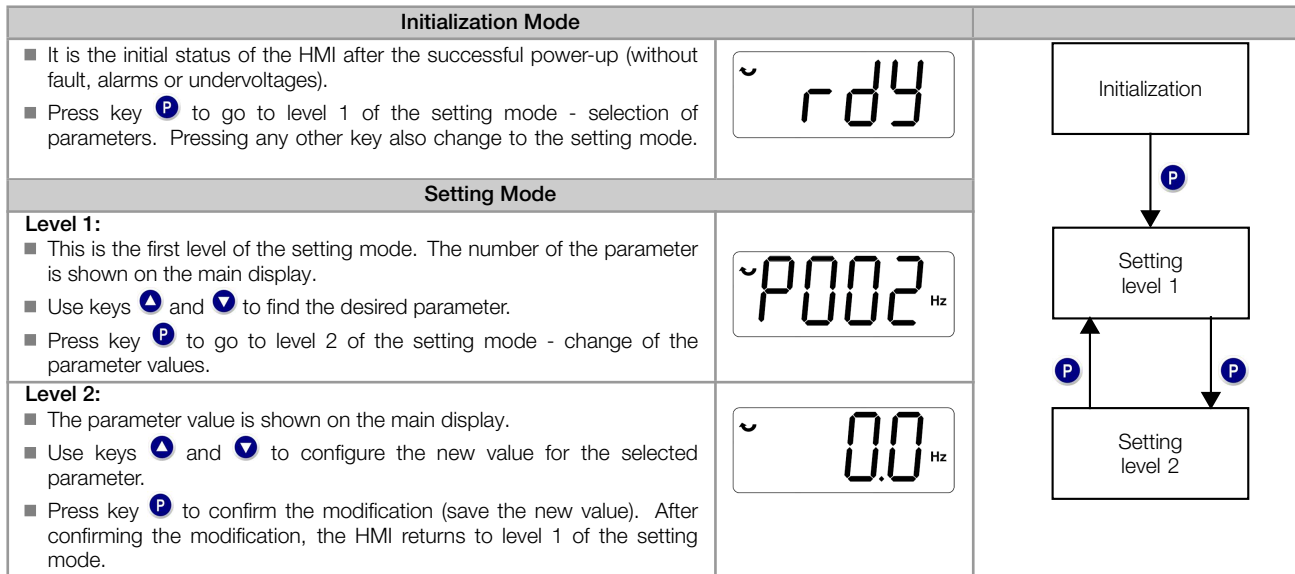 Initialization Mode
■ It is the initial status of the HMI after the successful power-up (without
fault, alarms or undervoltages).
■ Press key P to go to level 1 of the setting mode - selection of
parameters. Pressing any other key also change to the setting mode.
rdy
Setting Mode
Level 1:
■ This is the first level of the setting mode. The number of the parameter
is shown on the main display.
■ Use keys and to find the desired parameter.
■ Press key P to go to level 2 of the setting mode - change of the
parameter values.
P002 Hz
Level 2:
■ The parameter value is shown on the main display.
■ Use keys and to configure the new value for the selected
parameter.
■ Press key P to confirm the modification (save the new value). After
confirming the modification, the HMI returns to level 1 of the setting
mode.
0.0 Hz
Initialization
P
Setting
level 1
P P
Setting
level 2